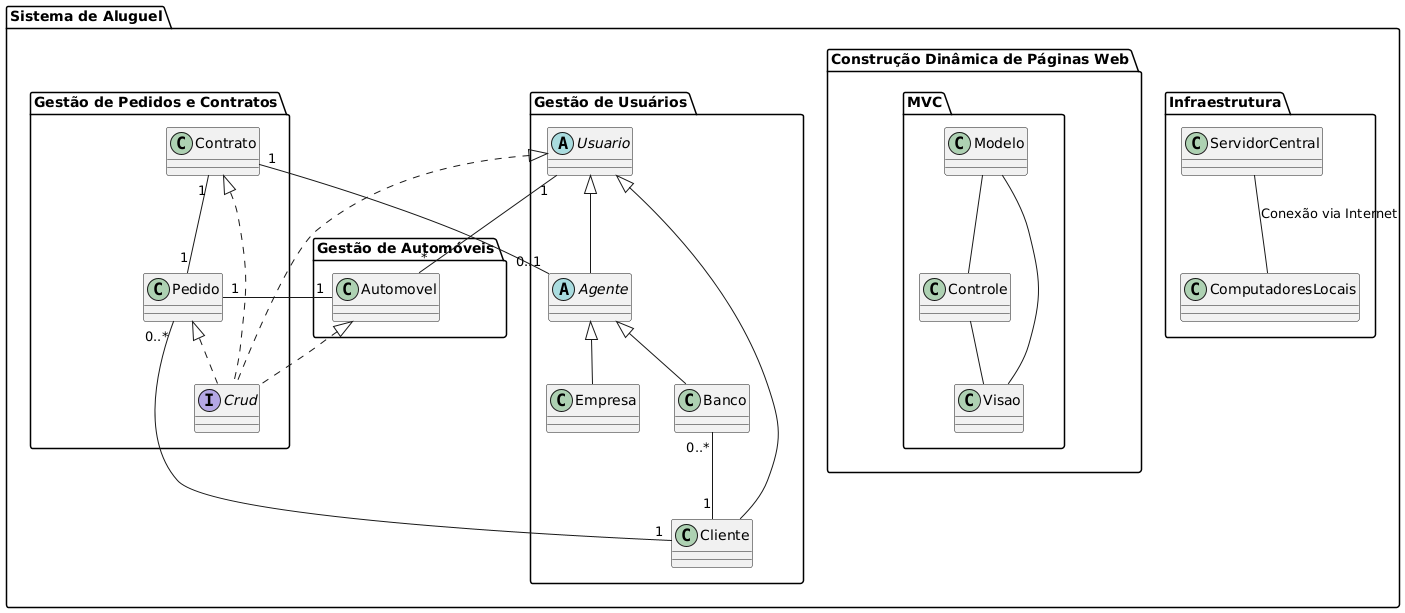 Sistema de Aluguel
Construção Dinâmica de Páginas Web
Gestão de Pedidos e Contratos
Gestão de Usuários
MVC
Infraestrutura
C Contrato
A Usuario
C Modelo
C ServidorCentral
1
1
1
Conexão via Internet
Gestão de Automóveis
1
*
0..1
C Pedido
1
1
C Automovel
A Agente
C Controle
C ComputadoresLocais
0..*
I Crud
C Empresa
C Banco
C Visao
0..*
1
1
C Cliente